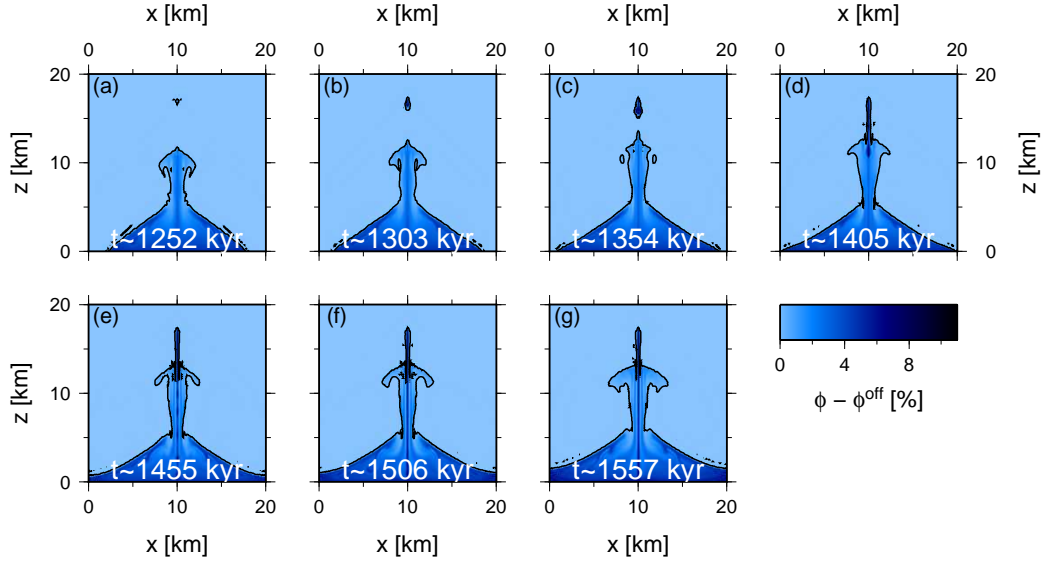 x [km] x [km] x [km] x [km]
0 10 20 0 10 20 0 10 20 0 10 20
20 (a) (b) (c) (d) 20
z [km] 10 10 z [km]
0 t~1252 kyr t~1303 kyr t~1354 kyr t~1405 kyr 0
20 (e) (f) (g)
z [km] 10
0 4 8
ϕ − ϕoff [%]
0 t~1455 kyr t~1506 kyr t~1557 kyr
0 10 20 0 10 20 0 10 20
x [km] x [km] x [km]